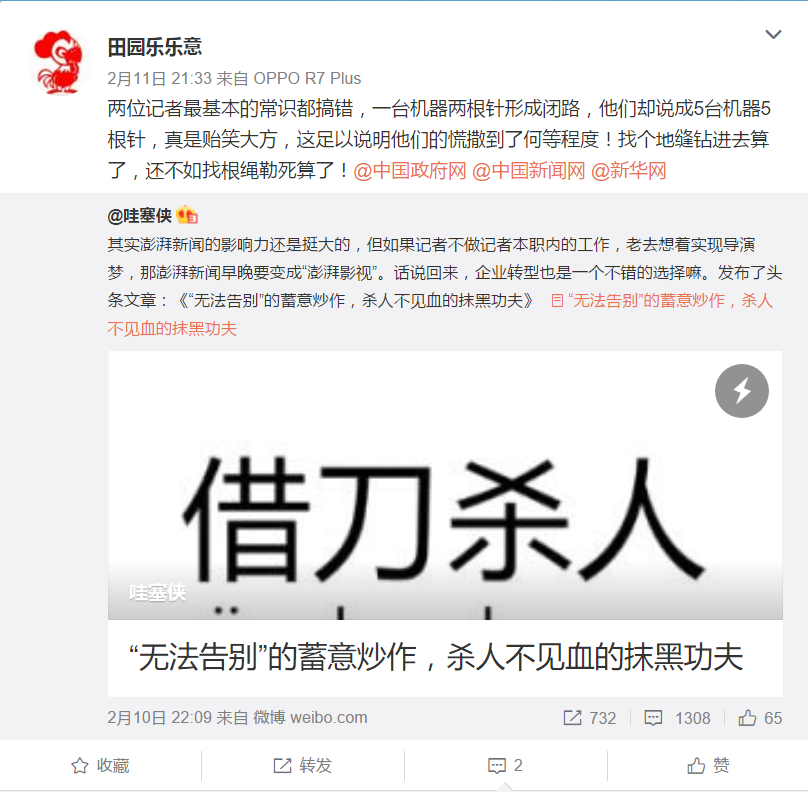 田园乐乐意
2月11日 21:33 来自 OPPO R7 Plus
两位记者最基本的常识都搞错，一台机器两根针形成闭路，他们却说成5台机器5
根针，真是贻笑大方，这足以说明他们的慌撒到了何等程度！找个地缝钻进去算
了，还不如找根绳勒死算了！@中国政府网 @中国新闻网 @新华网
@哇塞侠
其实澎湃新闻的影响力还是挺大的，但如果记者不做记者本职内的工作，老去想着实现导演
梦，那澎湃新闻早晚要变成“澎湃影视”。话说回来，企业转型也是一个不错的选择嘛。发布了头
条文章：《“无法告别”的蓄意炒作，杀人不见血的抹黑功夫》 “无法告别”的蓄意炒作，杀人
不见血的抹黑功夫
借刀杀人
哇塞侠
“无法告别”的蓄意炒作，杀人不见血的抹黑功夫
2月10日 22:09 来自 微博 weibo.com 732 1308 65
收藏 转发 2 赞